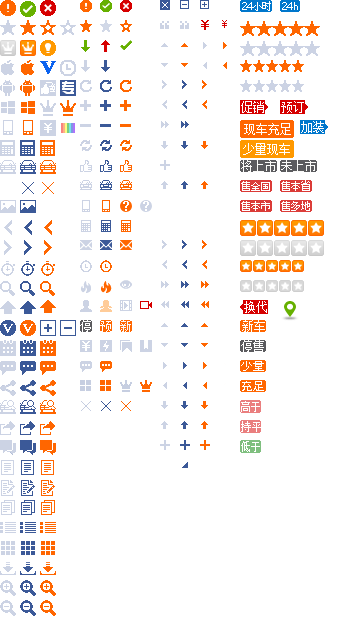 24小时 24h
促销 预订
现车充足 加装
少量现车
将上市 未上市
售全国 售本省
售本市 售多地
换代
新车
停 预 新
停售
少量
充足
高于
持平
低于